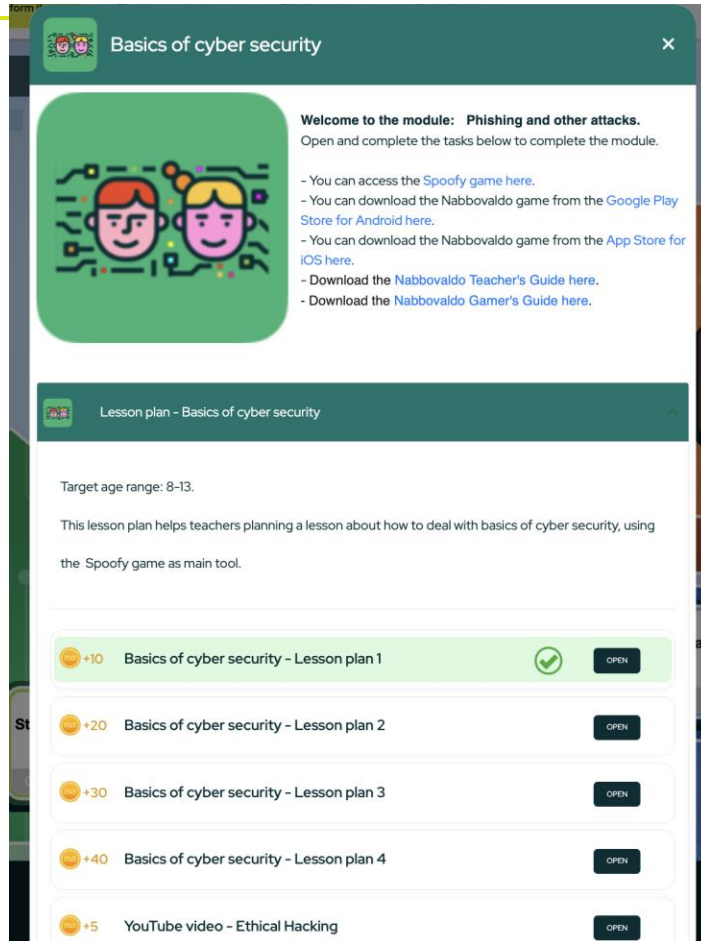 form
Basics of cyber security
×
Welcome to the module: Phishing and other attacks.
Open and complete the tasks below to complete the module.
- You can access the Spoofy game here.
- You can download the Nabbovaldo game from the Google Play
Store for Android here.
- You can download the Nabbovaldo game from the App Store for
iOS here.
- Download the Nabbovaldo Teacher's Guide here.
- Download the Nabbovaldo Gamer's Guide here.
Lesson plan - Basics of cyber security
Target age range: 8-13.
This lesson plan helps teachers planning a lesson about how to deal with basics of cyber security, using
the Spoofy game as main tool.
+10 Basics of cyber security - Lesson plan 1 OPEN
St
+20 Basics of cyber security - Lesson plan 2 OPEN
+30 Basics of cyber security - Lesson plan 3 OPEN
+40 Basics of cyber security - Lesson plan 4 OPEN
+5 YouTube video - Ethical Hacking OPEN